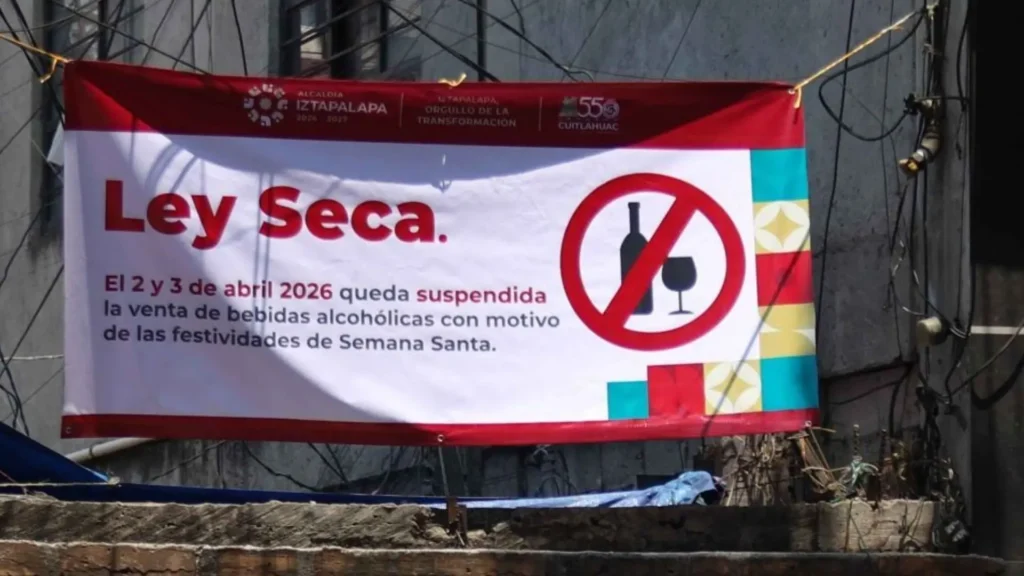 ALCALDÍA
IZTAPALAPA
2024 2027
IZTAPALAPA,
ORGULLO DE LA
TRANSFORMACIÓN
55
CUITLÁHUAC
Ley Seca.
El 2 y 3 de abril 2026 queda suspendida
la venta de bebidas alcohólicas con motivo
de las festividades de Semana Santa.